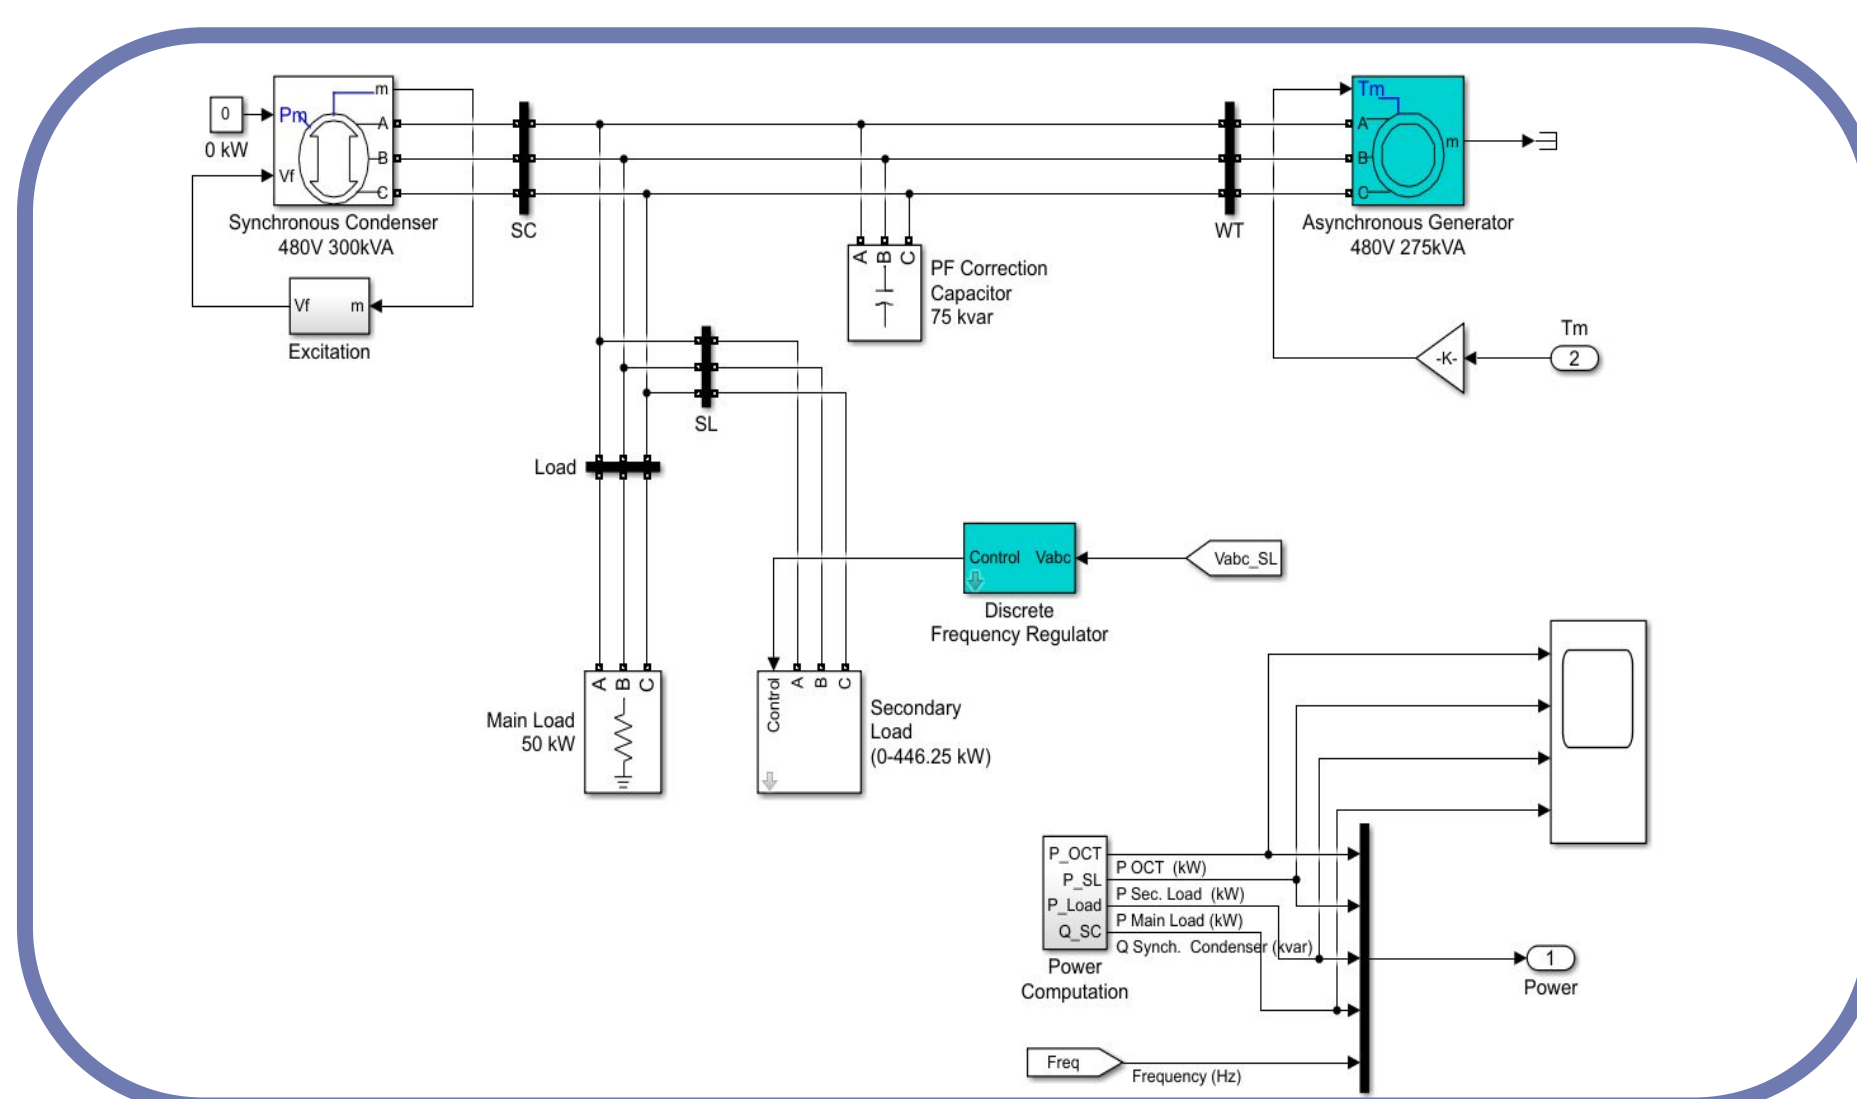 0
0 kW
Pm
Vf
m
A
B
C
Synchronous Condenser
480V 300kVA
Vf
m
Excitation
SC
A
B
C
PF Correction
Capacitor
75 kvar
WT
Tm
A
B
C
m
Asynchronous Generator
480V 275kVA
-K-
Tm
2
SL
Load
Control
Vabc
Vabc_SL
Discrete
Frequency Regulator
A
B
C
Main Load
50 kW
Control
A
B
C
Secondary
Load
(0-446.25 kW)
P_OCT
P_SL
P_Load
Q_SC
P OCT (kW)
P Sec. Load (kW)
P Main Load (kW)
Q Synch. Condenser (kvar)
Power
Computation
1
Power
Freq
Frequency (Hz)